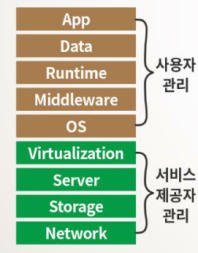 App
Data
Runtime
Middleware
OS
사용자
관리
Virtualization
Server
Storage
Network
서비스
제공자
관리